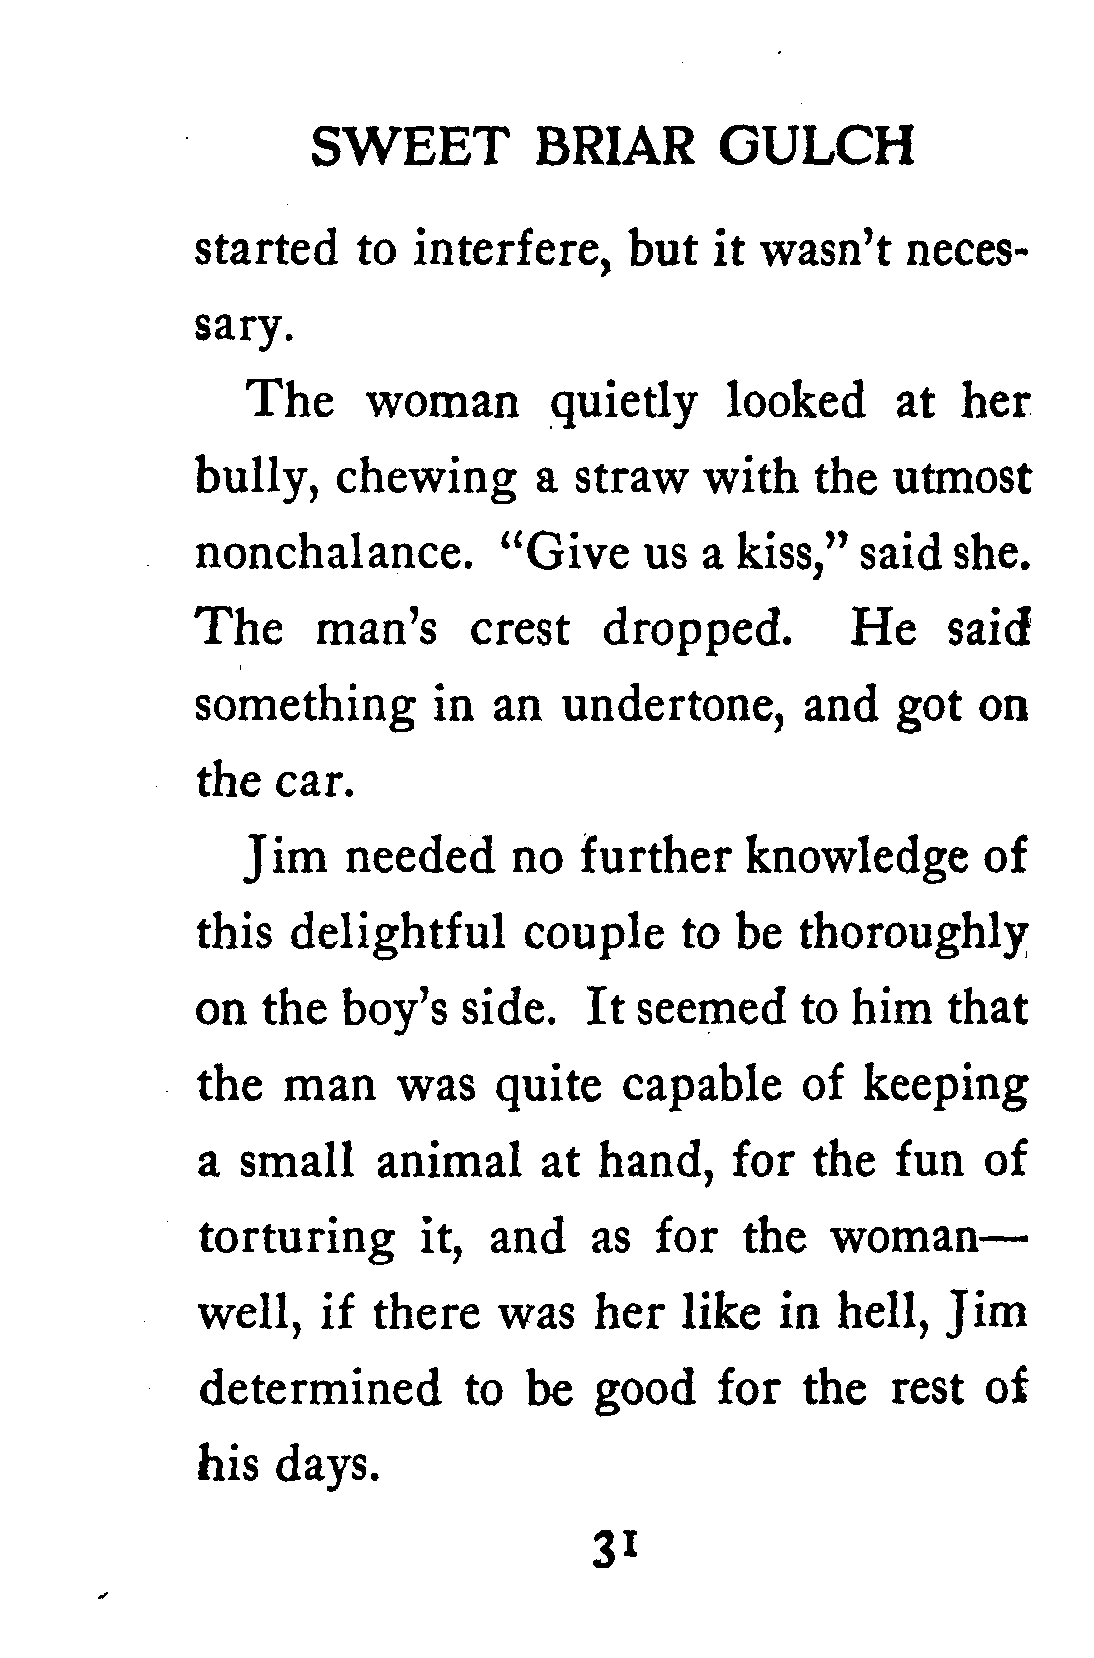 SWEET BRIAR GULCH
started to interfere, but it wasn't neces-
sary.
The woman quietly looked at her
bully, chewing a straw with the utmost
nonchalance. "Give us a kiss," said she.
The man's crest dropped. He said
something in an undertone, and got on
the car.
Jim needed no further knowledge of
this delightful couple to be thoroughly
on the boy's side. It seemed to him that
the man was quite capable of keeping
a small animal at hand, for the fun of
torturing it, and as for the woman—
well, if there was her like in hell, Jim
determined to be good for the rest of
his days.
31